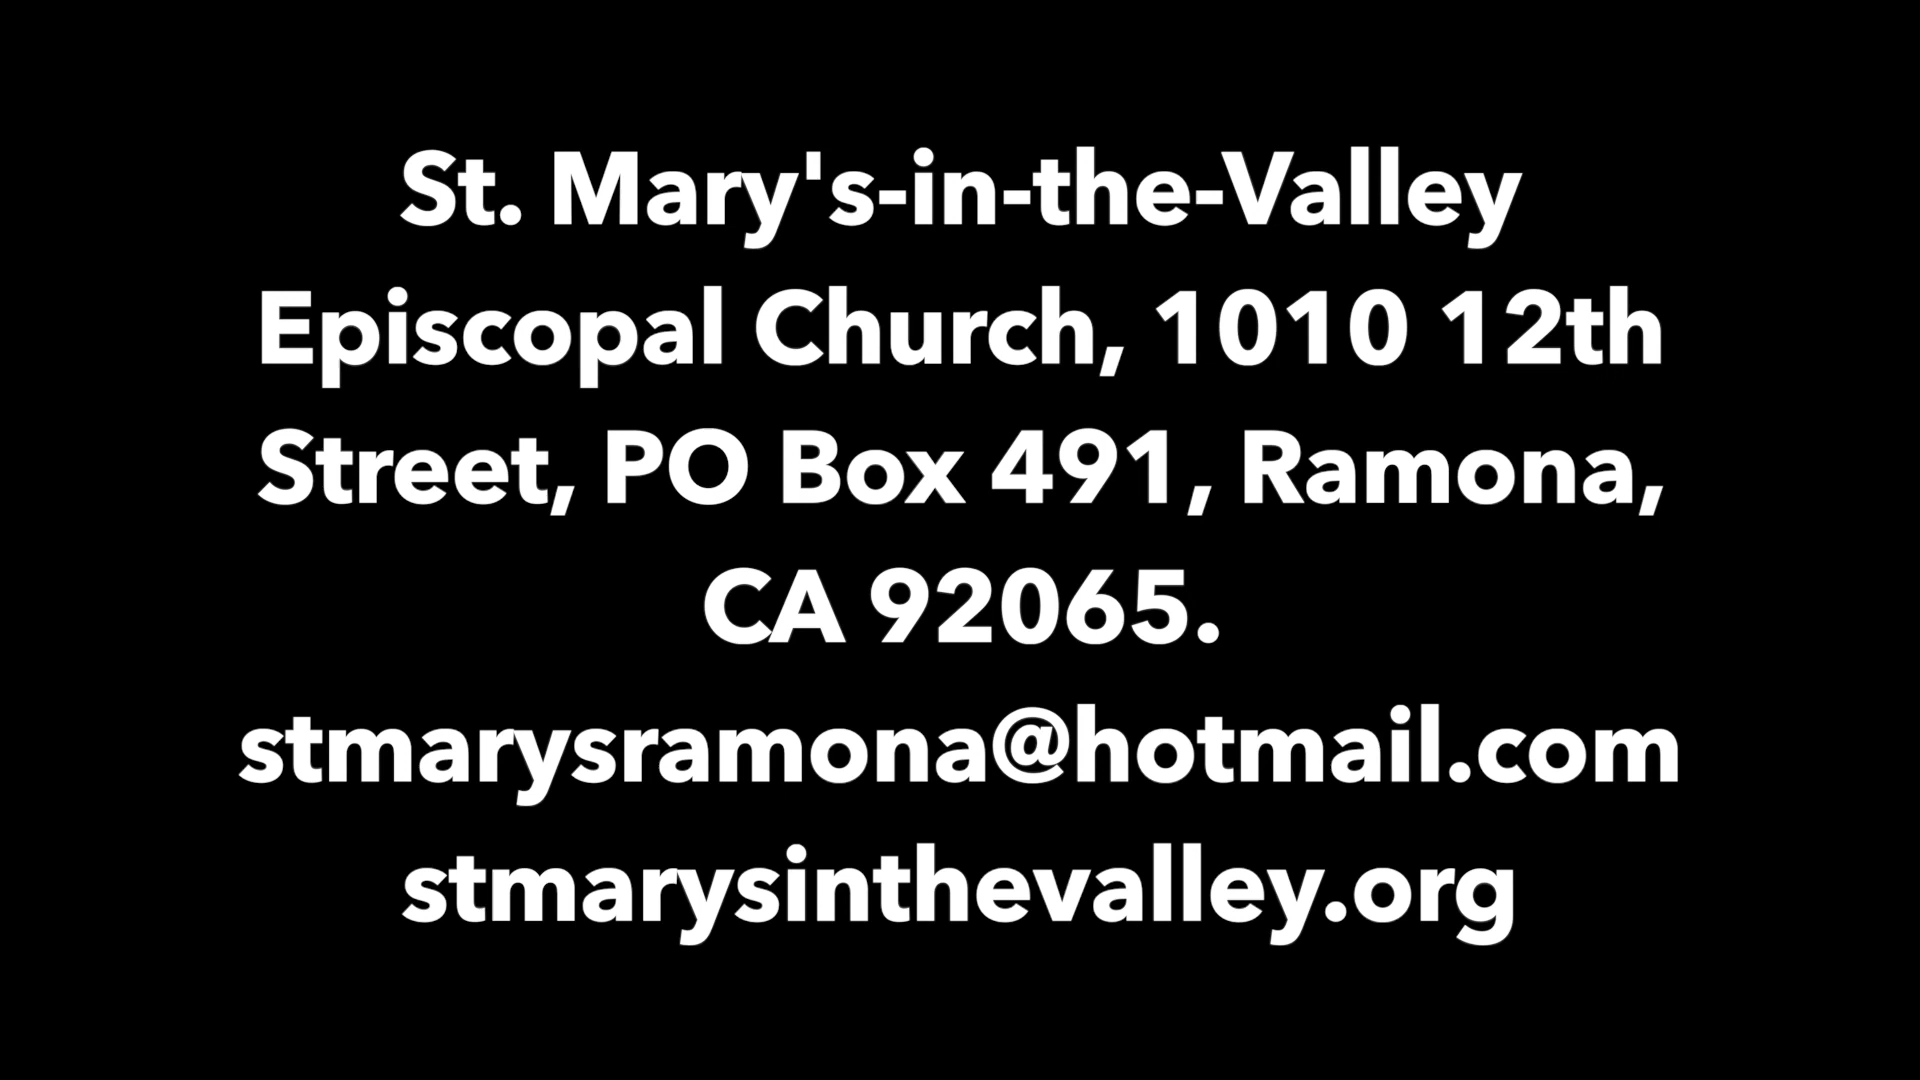 St. Mary's-in-the-Valley
Episcopal Church, 1010 12th
Street, PO Box 491, Ramona,
CA 92065.
stmarysramona@hotmail.com
stmarysinthevalley.org